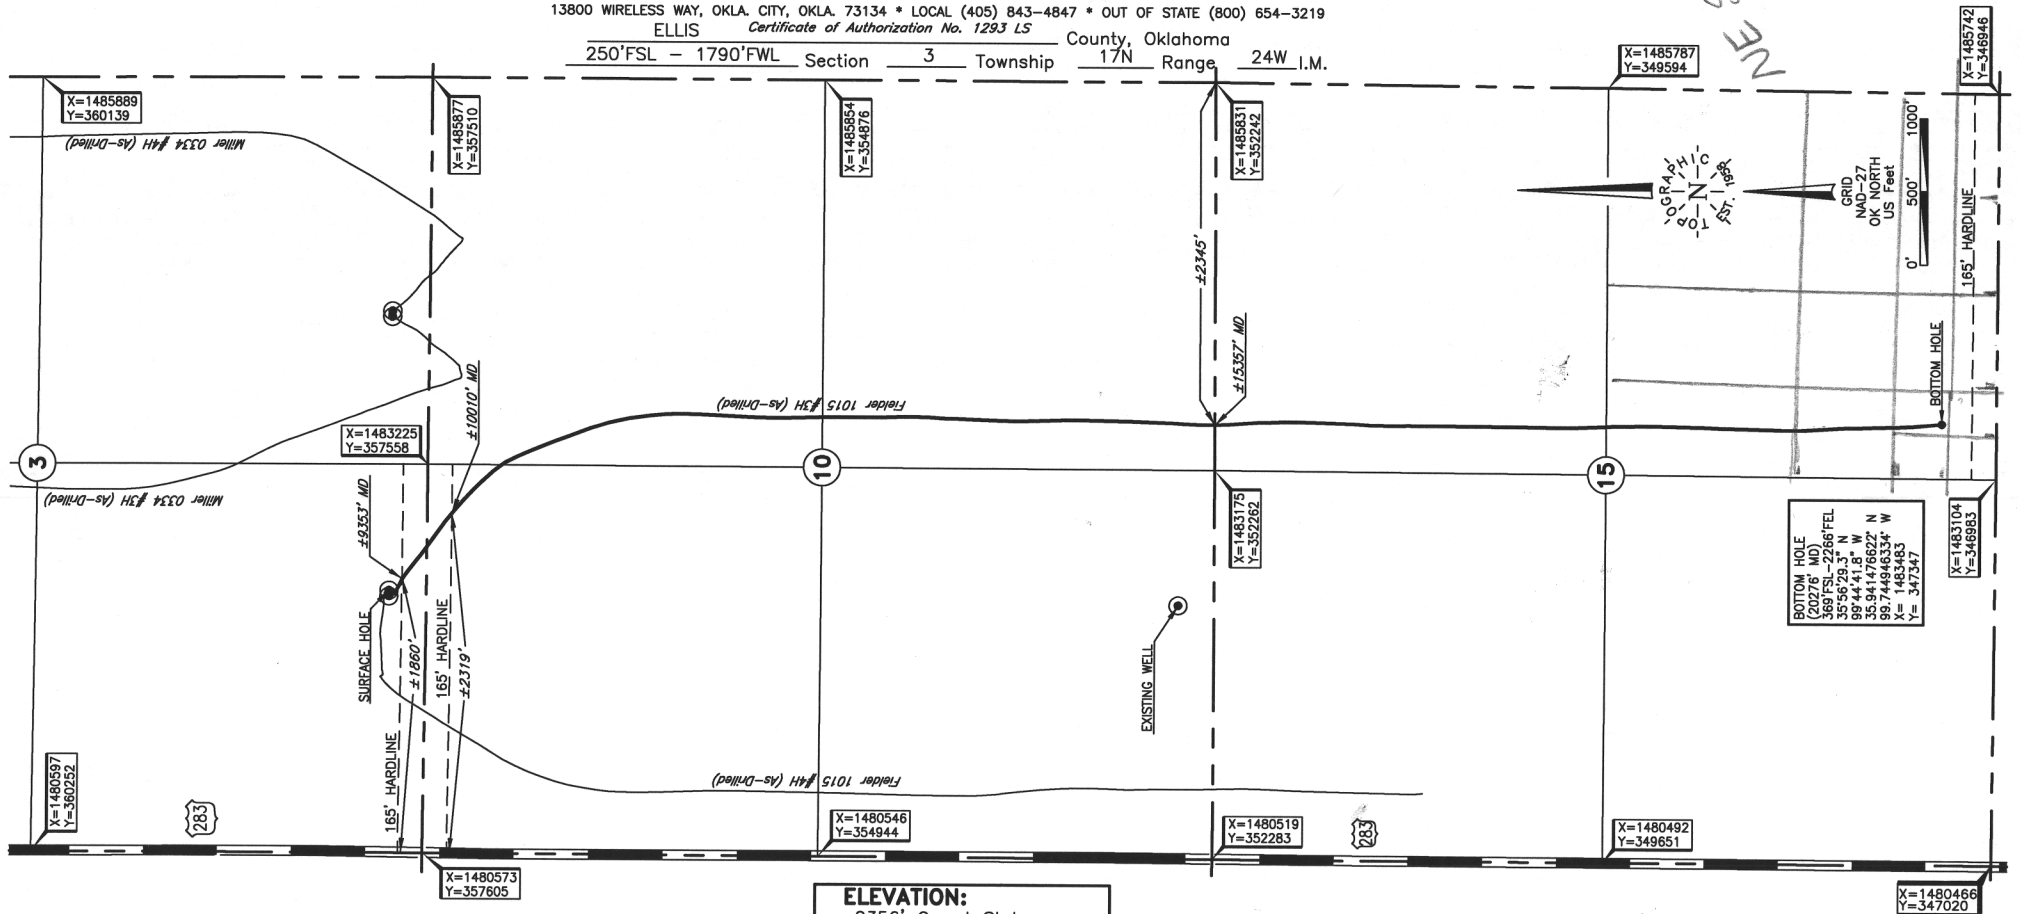 13800 WIRELESS WAY, OKLA. CITY, OKLA. 73134 * LOCAL (405) 843-4847 * OUT OF STATE (800) 654-3219
ELLIS Certificate of Authorization No. 1293 LS County, Oklahoma
250'FSL - 1790'FWL Section 3 Township 17N Range 24W I.M.
X=1485889
Y=360139
X=1485877
Y=357510
X=1485854
Y=354876
X=1485831
Y=352242
X=1485787
Y=349594
X=1485742
Y=346946
NE
Miller 0334 #4H (As-Drilled)
TOPOGRAPHIC
N
EST. 1958
GRID
NAD-27
OK NORTH
US Feet
0' 500' 1000'
165' HARDLINE
±2345'
±15357' MD
±10010' MD
Fielder 1015 #3H (As-Drilled)
BOTTOM HOLE
X=1483225
Y=357558
3
10
15
Miller 0334 #3H (As-Drilled)
±9353' MD
X=1483175
Y=352262
X=1483104
Y=346983
BOTTOM HOLE
(20276' MD)
369'FSL-2266'FEL
35°56'29.3" N
99°44'41.8" W
35.941476622° N
99.744946334° W
X= 1483483
Y= 347347
SURFACE HOLE
±1860'
165' HARDLINE
±2319'
165' HARDLINE
EXISTING WELL
Fielder 1015 #4H (As-Drilled)
X=1480597
Y=360252
283
X=1480546
Y=354944
X=1480519
Y=352283
283
X=1480492
Y=349651
X=1480573
Y=357605
X=1480466
Y=347020
ELEVATION: